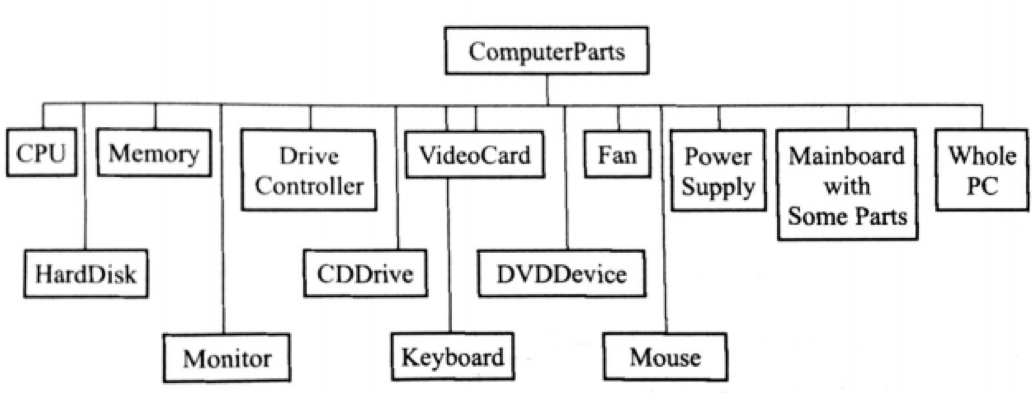 ComputerParts
CPU
Memory
Drive
Controller
VideoCard
Fan
Power
Supply
Mainboard
with
Some Parts
Whole
PC
HardDisk
CDDrive
DVDDevice
Monitor
Keyboard
Mouse